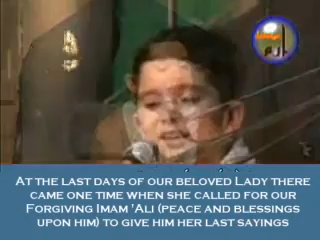 At the last days of our beloved Lady there
came one time when she called for our
Forgiving Imam 'Ali (peace and blessings
upon him) to give him her last sayings